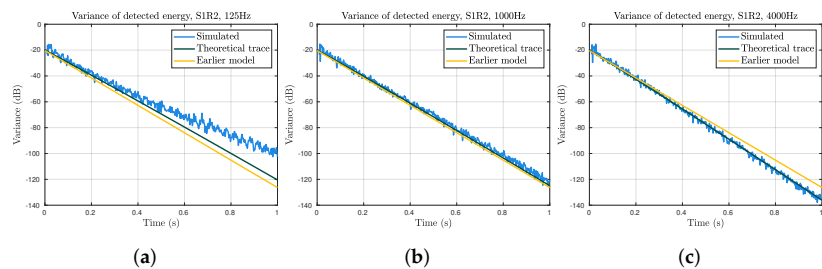 Variance of detected energy, S1R2, 125Hz
Simulated
Theoretical trace
Earlier model
Variance (dB)
0
-20
-40
-60
-80
-100
-120
-140
0
0.2
0.4
0.6
0.8
1
Time (s)
(a)
Variance of detected energy, S1R2, 1000Hz
Simulated
Theoretical trace
Earlier model
Variance (dB)
0
-20
-40
-60
-80
-100
-120
-140
0
0.2
0.4
0.6
0.8
1
Time (s)
(b)
Variance of detected energy, S1R2, 4000Hz
Simulated
Theoretical trace
Earlier model
Variance (dB)
0
-20
-40
-60
-80
-100
-120
-140
0
0.2
0.4
0.6
0.8
1
Time (s)
(c)